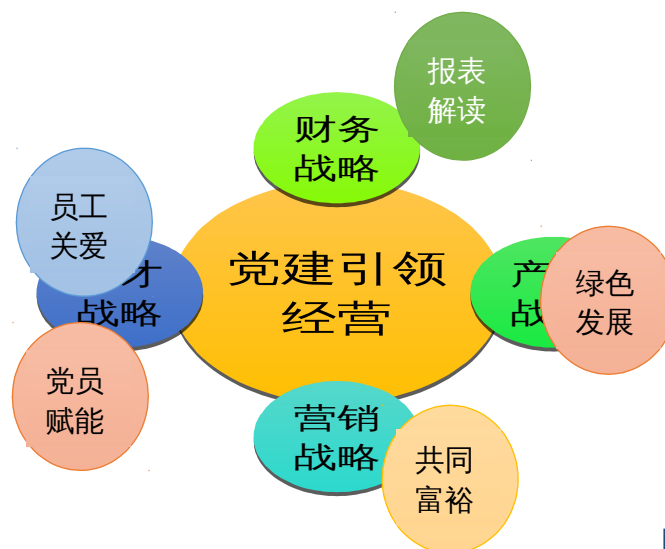 报表
解读
财务
战略
员工
关爱
党建引领
经营
才
战略
产
战
绿色
发展
党员
赋能
营销
战略
共同
富裕